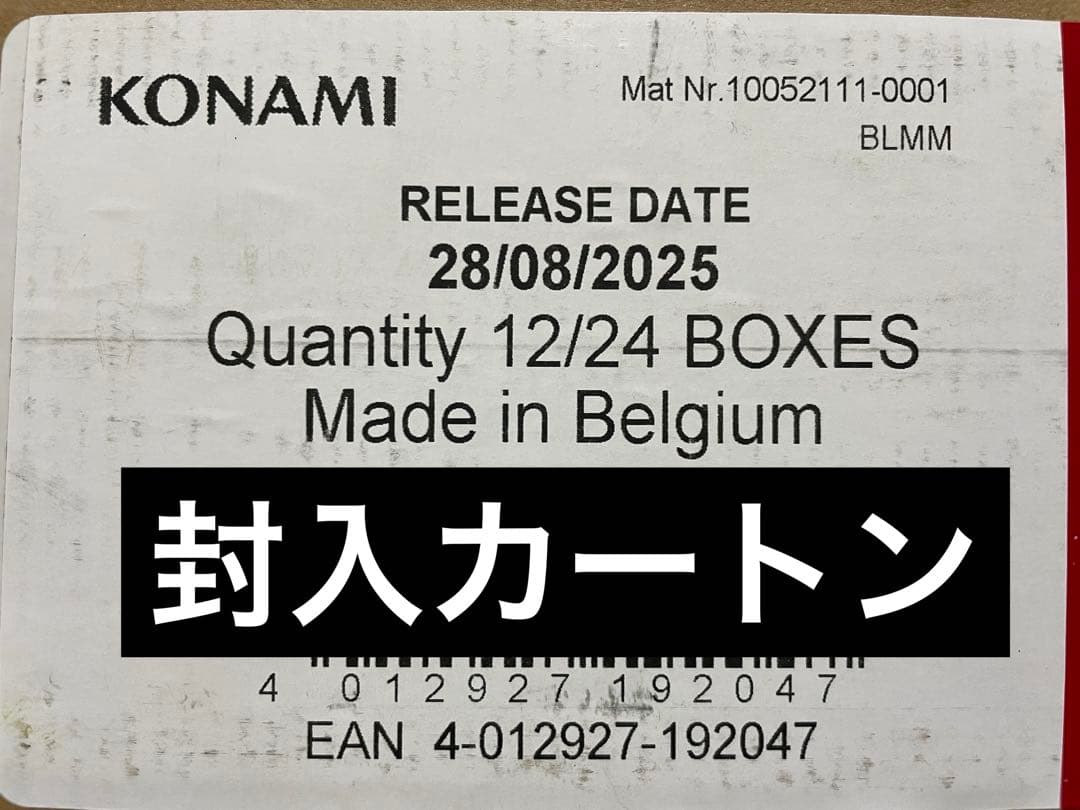 KONAMI
Mat Nr.10052111-0001
BLMM
RELEASE DATE
28/08/2025
Quantity 12/24 BOXES
Made in Belgium
封入カートン
4 012927 192047
EAN 4-012927-192047